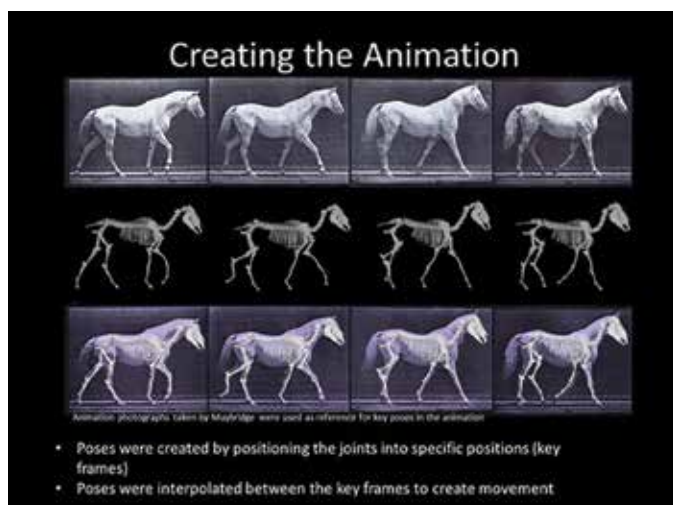 Creating the Animation
Animation photographs taken by Maybridge were used as reference for key poses in the animation
• Poses were created by positioning the joints into specific positions (key
frames)
• Poses were interpolated between the key frames to create movement